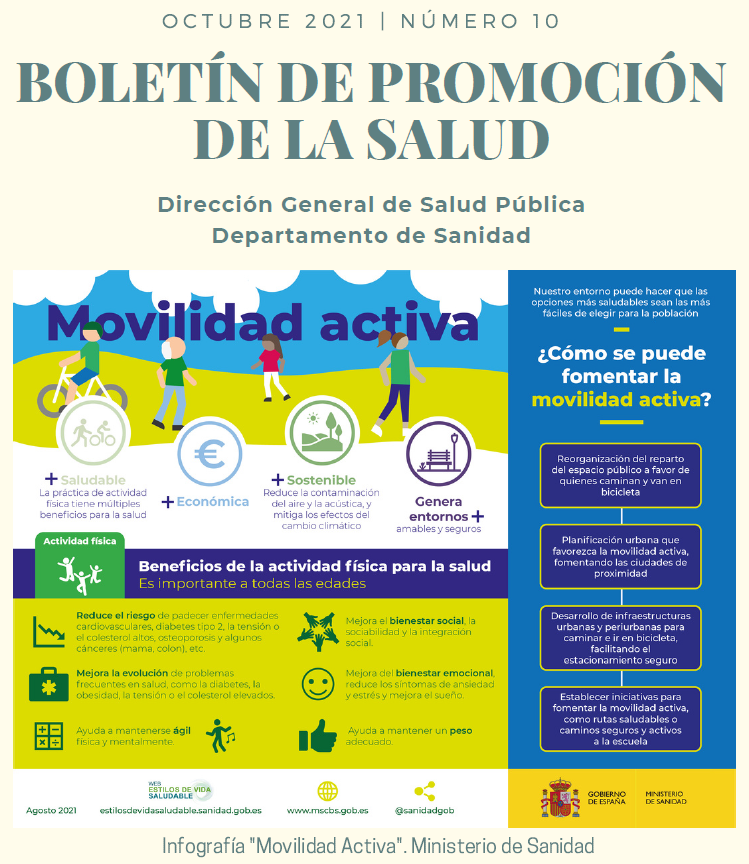 OCTUBRE 2021 | NÚMERO 10
BOLETÍN DE PROMOCIÓN
DE LA SALUD
Dirección General de Salud Pública
Departamento de Sanidad
Movilidad activa
+ Saludable
La práctica de actividad
física tiene múltiples
beneficios para la salud
+ Económica
+ Sostenible
Reduce la contaminación
del aire y la acústica, y
mitiga los efectos del
cambio climático
Genera
entornos +
amables y seguros
Actividad física
Beneficios de la actividad física para la salud
Es importante a todas las edades
Reduce el riesgo de padecer enfermedades
cardiovasculares, diabetes tipo 2, la tensión o
el colesterol altos, osteoporosis y algunos
cánceres (mama, colon), etc.
Mejora el bienestar social, la
sociabilidad y la integración
social.
Mejora la evolución de problemas
frecuentes en salud, como la diabetes, la
obesidad, la tensión o el colesterol elevados.
Mejora del bienestar emocional,
reduce los síntomas de ansiedad
y estrés y mejora el sueño.
Ayuda a mantenerse ágil
física y mentalmente.
Ayuda a mantener un peso
adecuado.
Nuestro entorno puede hacer que las
opciones más saludables sean las más
fáciles de elegir para la población
¿Cómo se puede
fomentar la
movilidad activa?
Reorganización del reparto
del espacio público a favor de
quienes caminan y van en
bicicleta
Planificación urbana que
favorezca la movilidad activa,
fomentando las ciudades de
proximidad
Desarrollo de infraestructuras
urbanas y periurbanas para
caminar e ir en bicicleta,
facilitando el
estacionamiento seguro
Establecer iniciativas para
fomentar la movilidad activa,
como rutas saludables o
caminos seguros y activos
a la escuela
Agosto 2021
WEB
ESTILOS DE VIDA
SALUDABLE
estilosdevidasaludable.sanidad.gob.es
www.mscbs.gob.es
@sanidadgob
GOBIERNO
DE ESPAÑA
MINISTERIO
DE SANIDAD
Infografía "Movilidad Activa". Ministerio de Sanidad